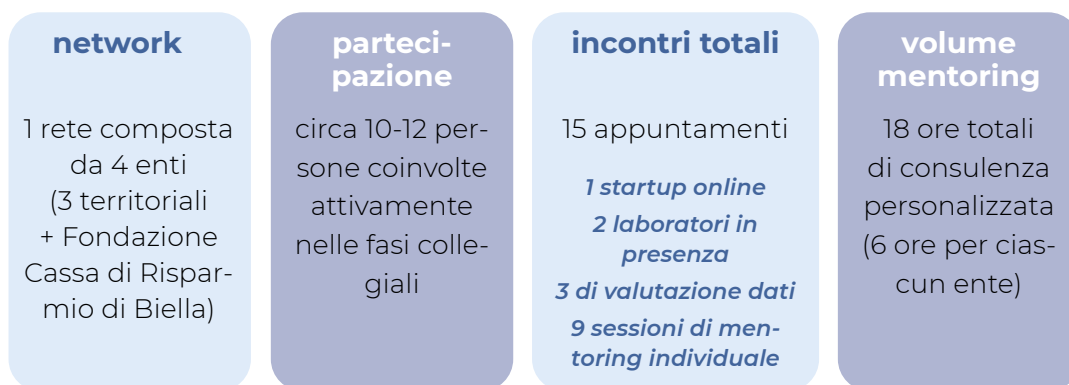 network
1 rete composta
da 4 enti
(3 territoriali
+ Fondazione
Cassa di Rispar-
mio di Biella)
parteci-
pazione
circa 10-12 per-
sone coinvolte
attivamente
nelle fasi colle-
giali
incontri totali
15 appuntamenti
1 startup online
2 laboratori in
presenza
3 di valutazione dati
9 sessioni di men-
toring individuale
volume
mentoring
18 ore totali
di consulenza
personalizzata
(6 ore per cias-
cun ente)